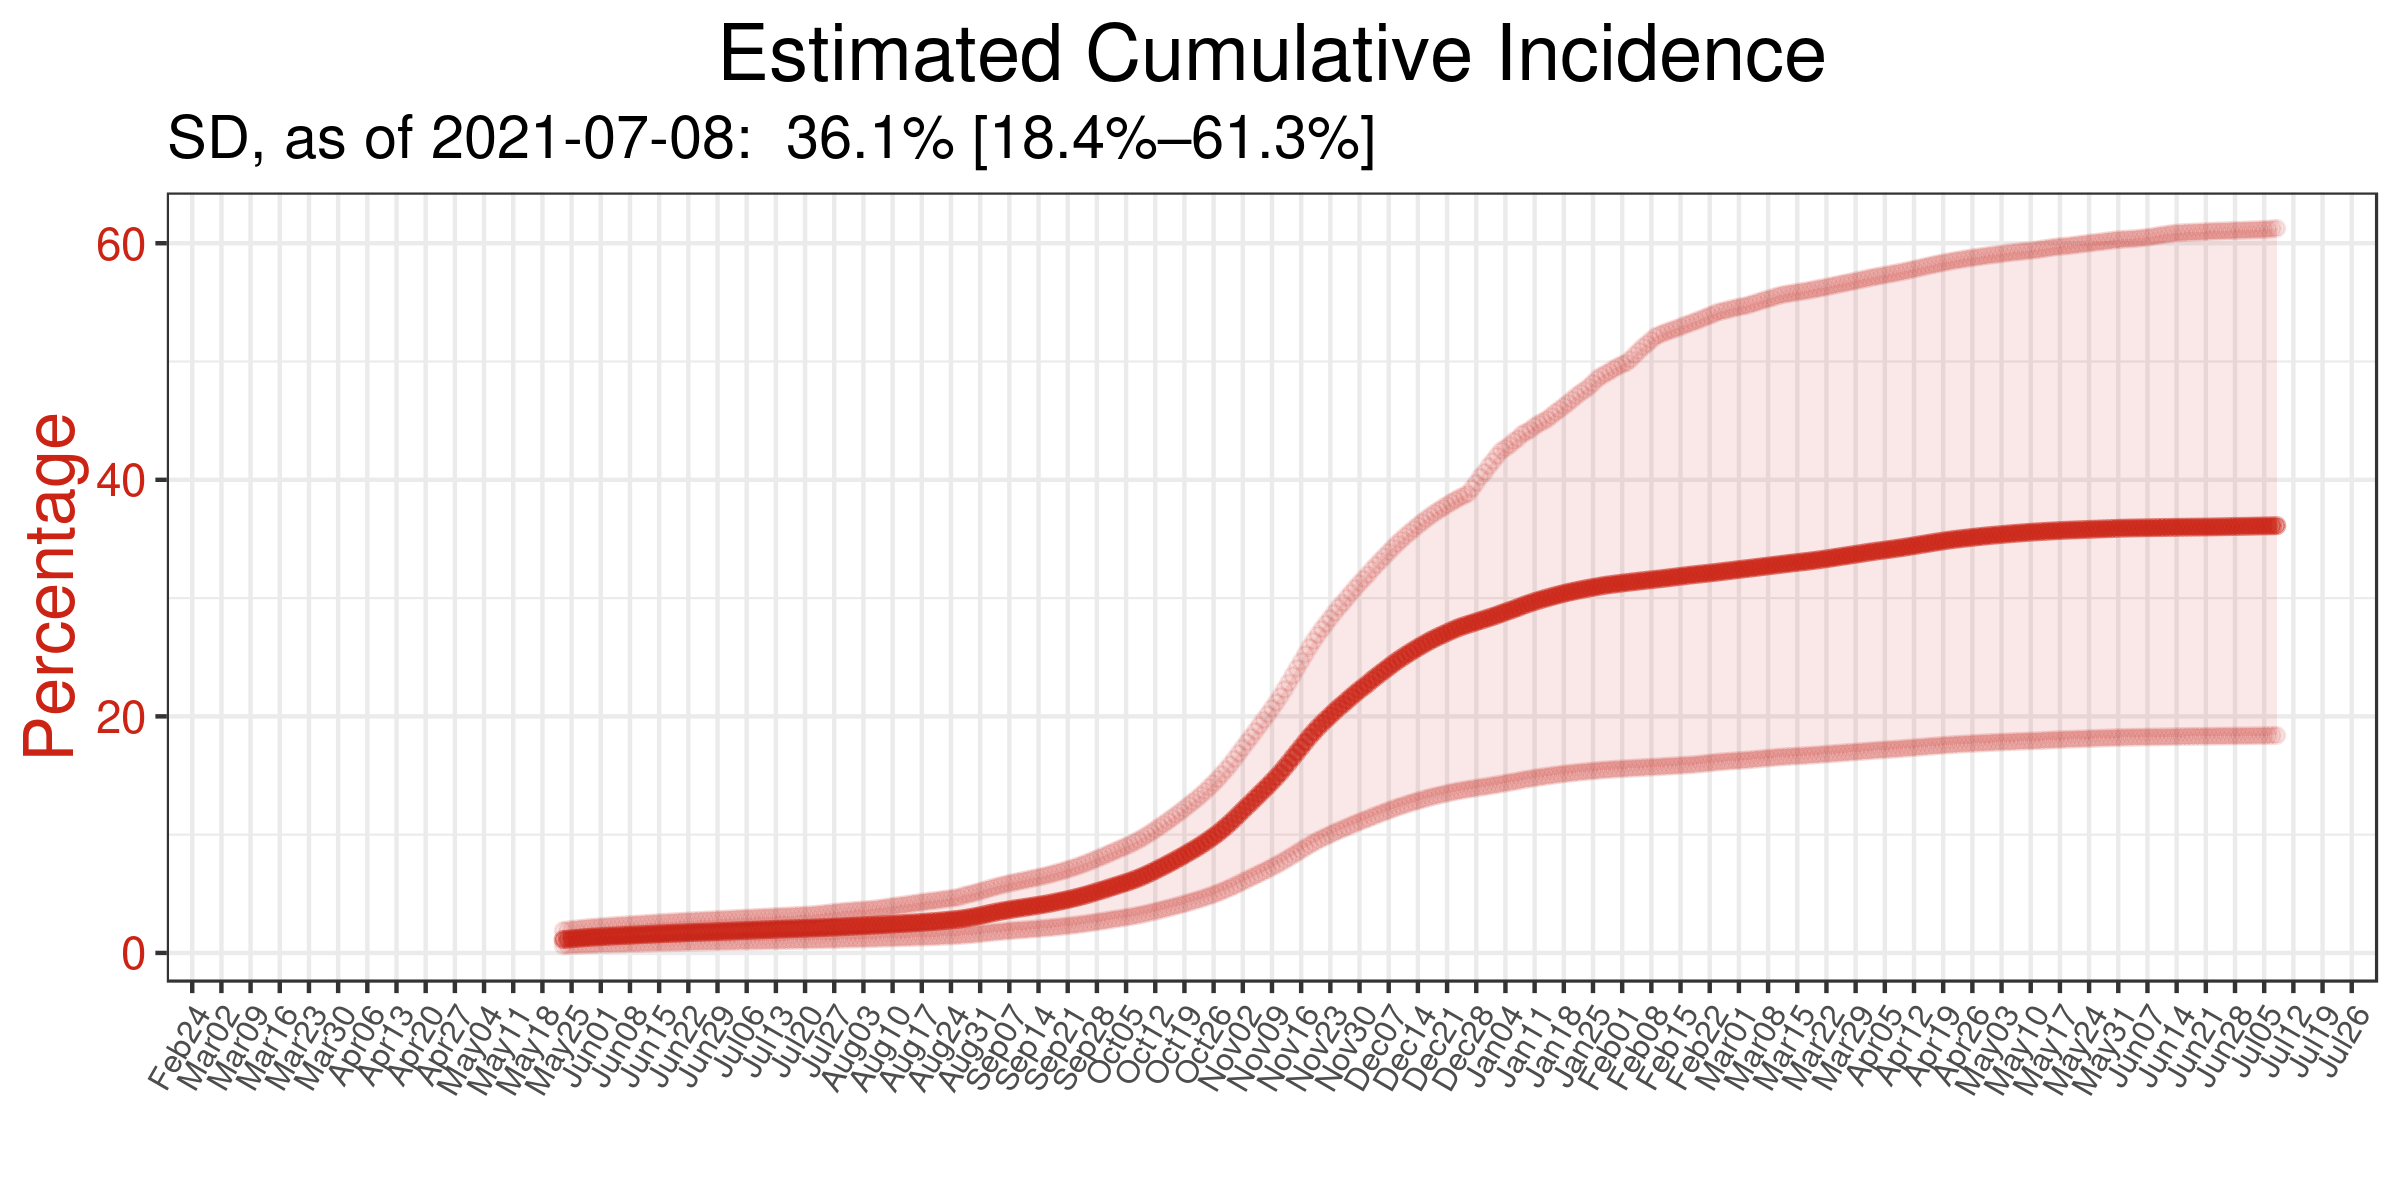 Estimated Cumulative Incidence
SD, as of 2021-07-08:  36.1% [18.4%–61.3%]
Percentage
60
40
20
0
Feb24
Mar02
Mar09
Mar16
Mar23
Mar30
Apr06
Apr13
Apr20
Apr27
May04
May11
May18
May25
Jun01
Jun08
Jun15
Jun22
Jun29
Jul06
Jul13
Jul20
Jul27
Aug03
Aug10
Aug17
Aug24
Aug31
Sep07
Sep14
Sep21
Sep28
Oct05
Oct12
Oct19
Oct26
Nov02
Nov09
Nov16
Nov23
Nov30
Dec07
Dec14
Dec21
Dec28
Jan04
Jan11
Jan18
Jan25
Feb01
Feb08
Feb15
Feb22
Mar01
Mar08
Mar15
Mar22
Mar29
Apr05
Apr12
Apr19
Apr26
May03
May10
May17
May24
May31
Jun07
Jun14
Jun21
Jun28
Jul05
Jul12
Jul19
Jul26